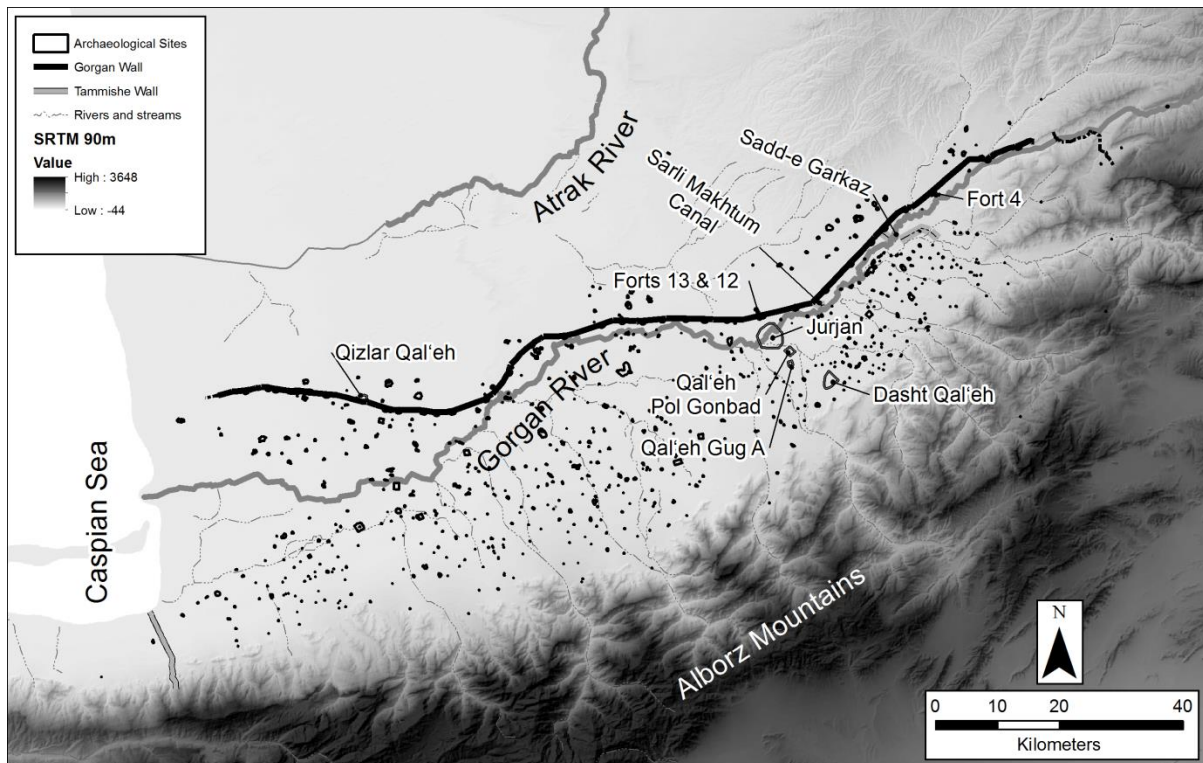 Archaeological Sites
Gorgan Wall
Tammishe Wall
Rivers and streams
SRTM 90m
Value
High : 3648
Low : -44
Atrak River
Sarli Makhtum
Canal
Sadd-e Garkaz
Fort 4
Forts 13 & 12
Jurjan
Qizlar Qal‘eh
Gorgan River
Qal‘eh
Pol Gonbad
Dasht Qal‘eh
Qal‘eh Gug A
Caspian Sea
Alborz Mountains
N
0 10 20 40
Kilometers